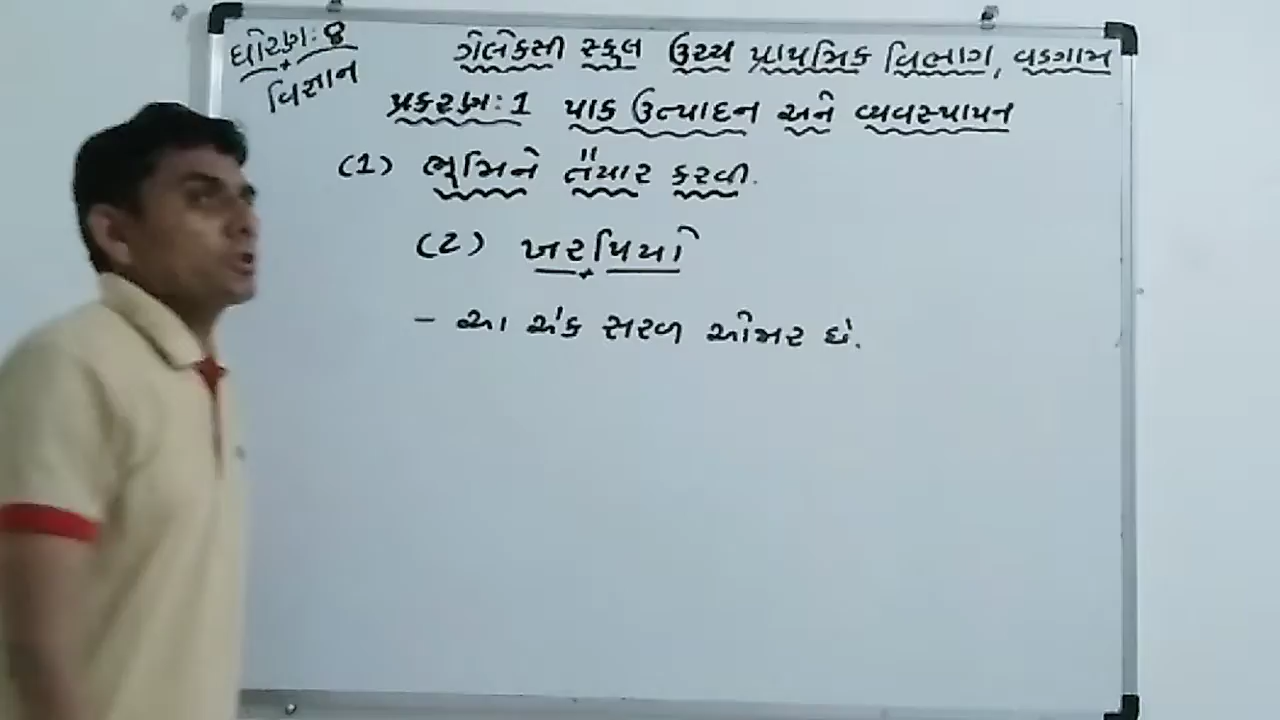 ધોરણ: 8
વિજ્ઞાન
ગેલેક્સી સ્કુલ ઉચ્ચ પ્રાથમિક વિભાગ, વડગામ
પ્રકરણ: 1 પાક ઉત્પાદન અને વ્યવસ્થાપન
(1) ભૂમિને તૈયાર કરવી.
(2) ખરપિયો
- આ એક સરળ ઓજાર છે.